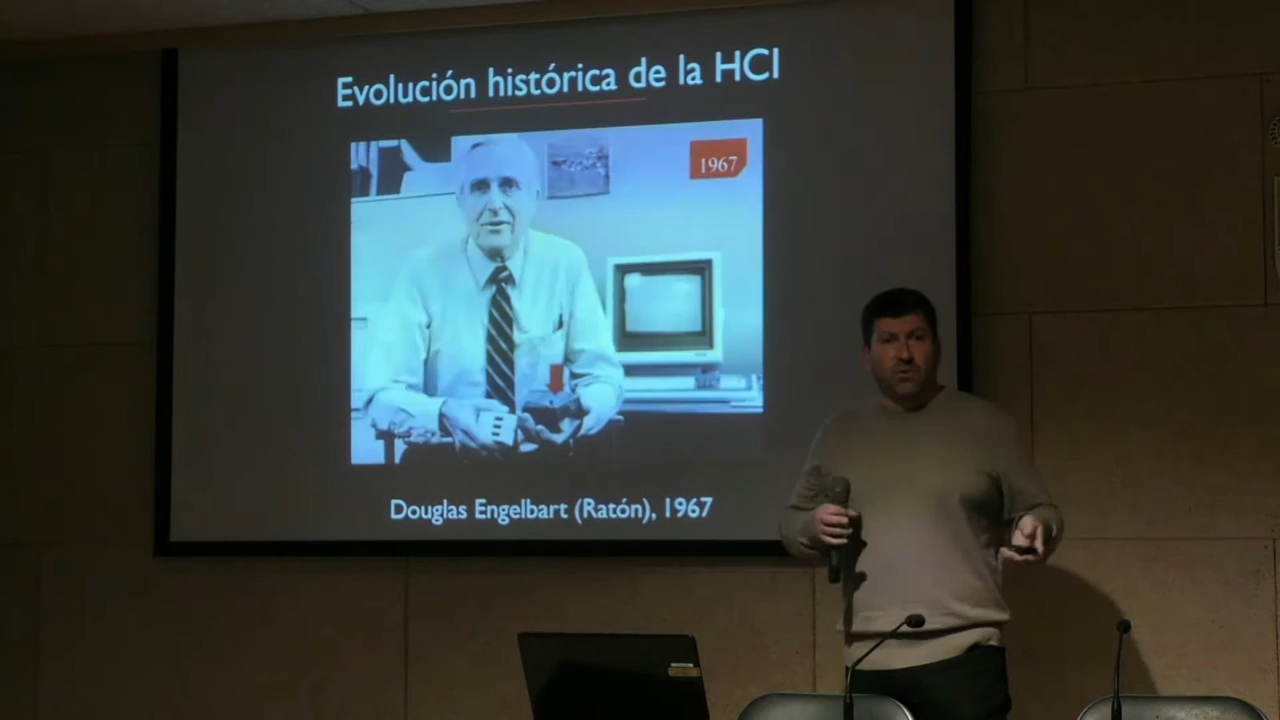 Evolución histórica de la HCI
1967
Douglas Engelbart (Ratón), 1967